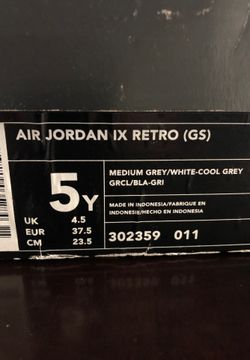 AIR JORDAN IX RETRO (GS)
5Y
UK 4.5
EUR 37.5
CM 23.5
MEDIUM GREY/WHITE-COOL GREY
GRCL/BLA-GRI
MADE IN INDONESIA/FABRIQUE EN
INDONESIE/HECHO EN INDONESIA
302359 011